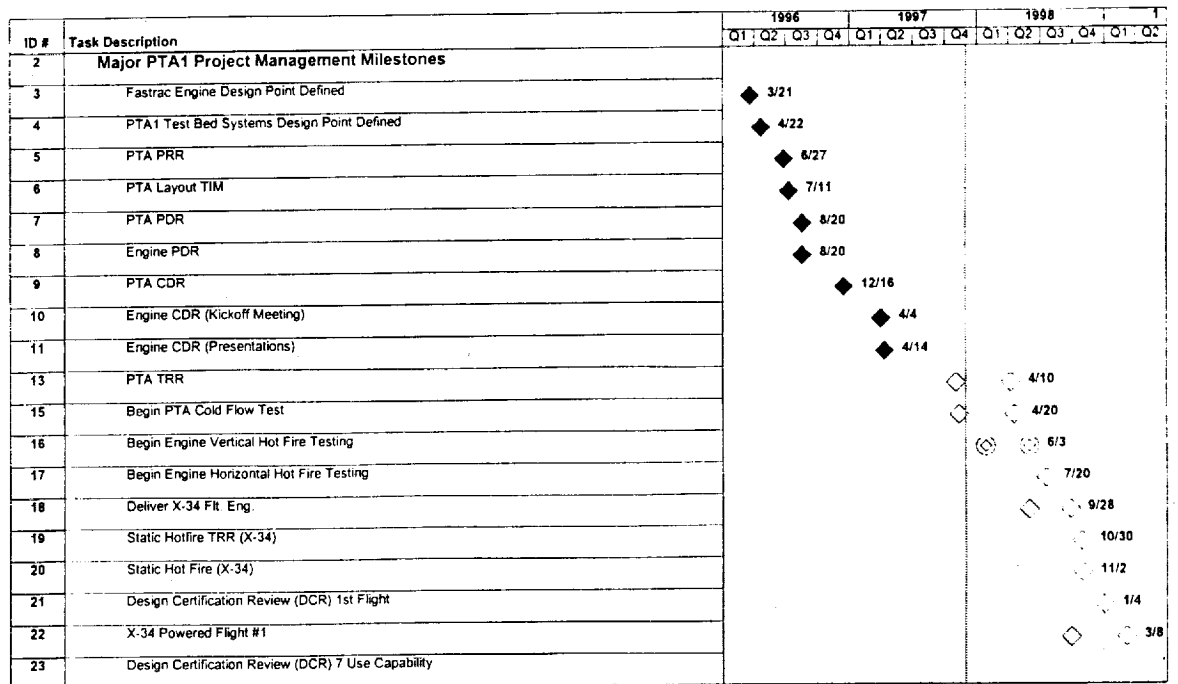 1996 1997 1998 1
ID # Task Description Q1 Q2 Q3 Q4 Q1 Q2 Q3 Q4 Q1 Q2 Q3 Q4 Q1 Q2
2 Major PTA1 Project Management Milestones
3 Fastrac Engine Design Point Defined 3/21
4 PTA1 Test Bed Systems Design Point Defined 4/22
5 PTA PRR 6/27
6 PTA Layout TIM 7/11
7 PTA PDR 8/20
8 Engine PDR 8/20
9 PTA CDR 12/16
10 Engine CDR (Kickoff Meeting) 4/4
11 Engine CDR (Presentations) 4/14
13 PTA TRR 4/10
15 Begin PTA Cold Flow Test 4/20
16 Begin Engine Vertical Hot Fire Testing 6/3
17 Begin Engine Horizontal Hot Fire Testing 7/20
18 Deliver X-34 Flt. Eng. 9/28
19 Static Hotfire TRR (X-34) 10/30
20 Static Hot Fire (X-34) 11/2
21 Design Certification Review (DCR) 1st Flight 1/4
22 X-34 Powered Flight #1 3/8
23 Design Certification Review (DCR) 7 Use Capability